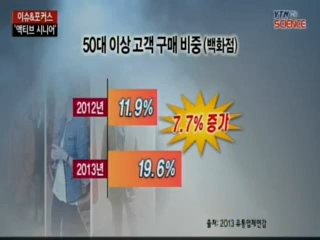 이슈&포커스
'액티브 시니어'
YTN
SCIENCE
50대 이상 고객 구매 비중 (백화점)
2012년 11.9%
7.7% 증가
2013년 19.6%
출처: 2013 유통업체연감